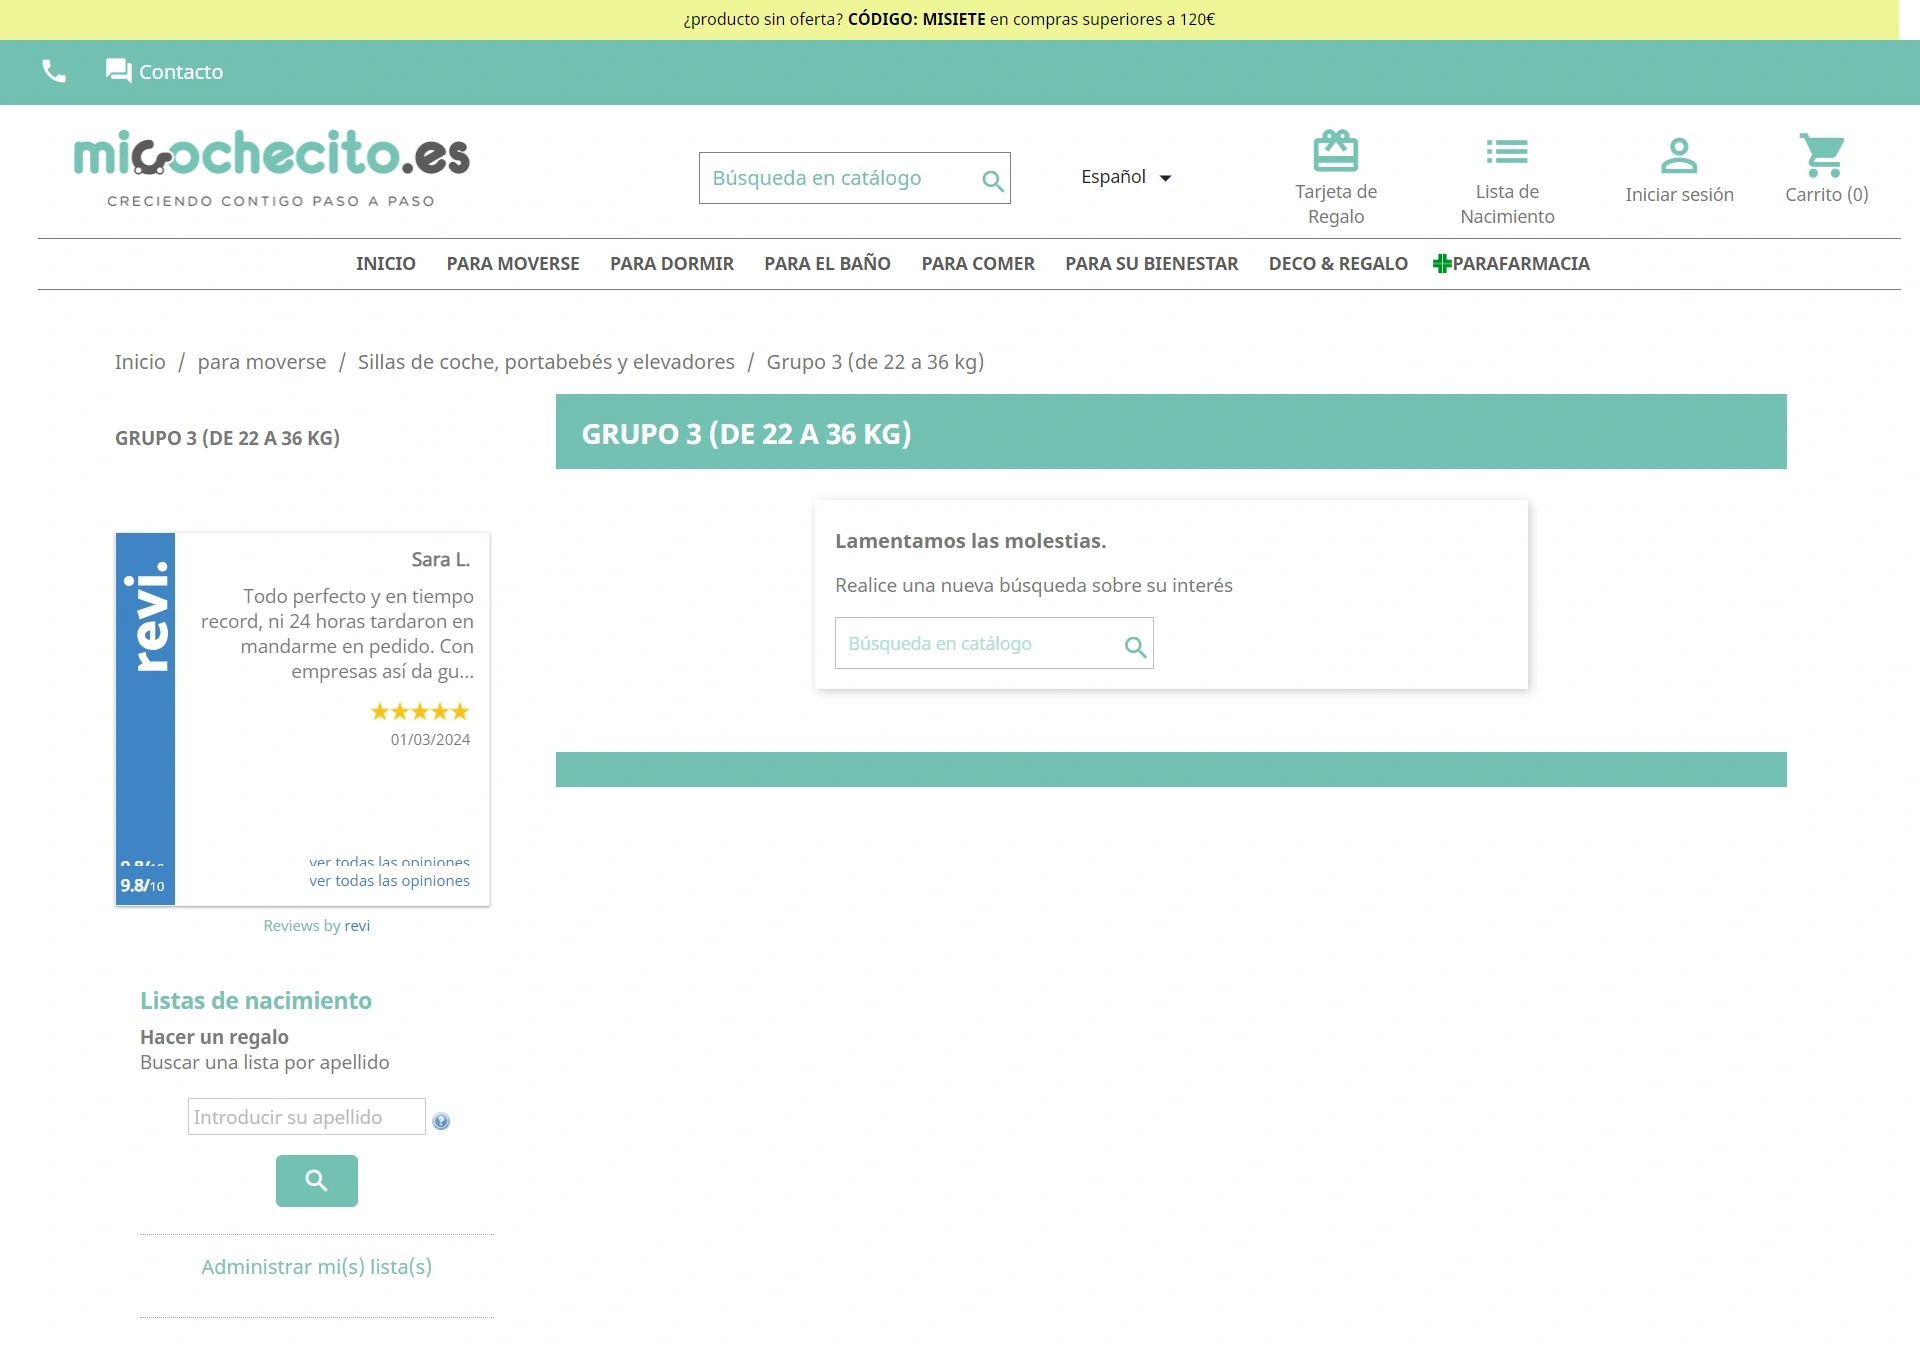 ¿producto sin oferta? CÓDIGO: MISIETE en compras superiores a 120€
Contacto
micochecito.es
CRECIENDO CONTIGO PASO A PASO
Búsqueda en catálogo
Español
Tarjeta de
Regalo
Lista de
Nacimiento
Iniciar sesión
Carrito (0)
INICIO PARA MOVERSE PARA DORMIR PARA EL BAÑO PARA COMER PARA SU BIENESTAR DECO & REGALO PARAFARMACIA
Inicio / para moverse / Sillas de coche, portabebés y elevadores / Grupo 3 (de 22 a 36 kg)
GRUPO 3 (DE 22 A 36 KG)
revi.
Sara L.
Todo perfecto y en tiempo
record, ni 24 horas tardaron en
mandarme en pedido. Con
empresas así da gu...
01/03/2024
9.8/10
ver todas las opiniones
9.8/10
ver todas las opiniones
Reviews by revi
Listas de nacimiento
Hacer un regalo
Buscar una lista por apellido
Introducir su apellido
?
Administrar mi(s) lista(s)
GRUPO 3 (DE 22 A 36 KG)
Lamentamos las molestias.
Realice una nueva búsqueda sobre su interés
Búsqueda en catálogo